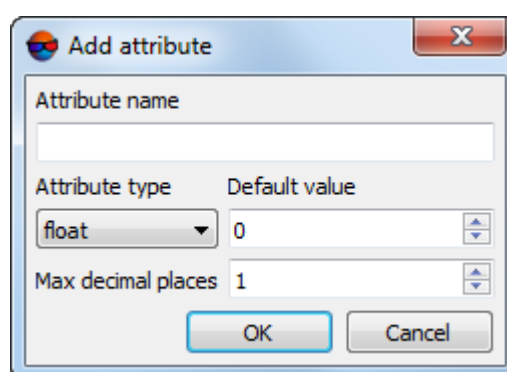 Add attribute
Attribute name
Attribute type Default value
float 0
Max decimal places 1
OK Cancel